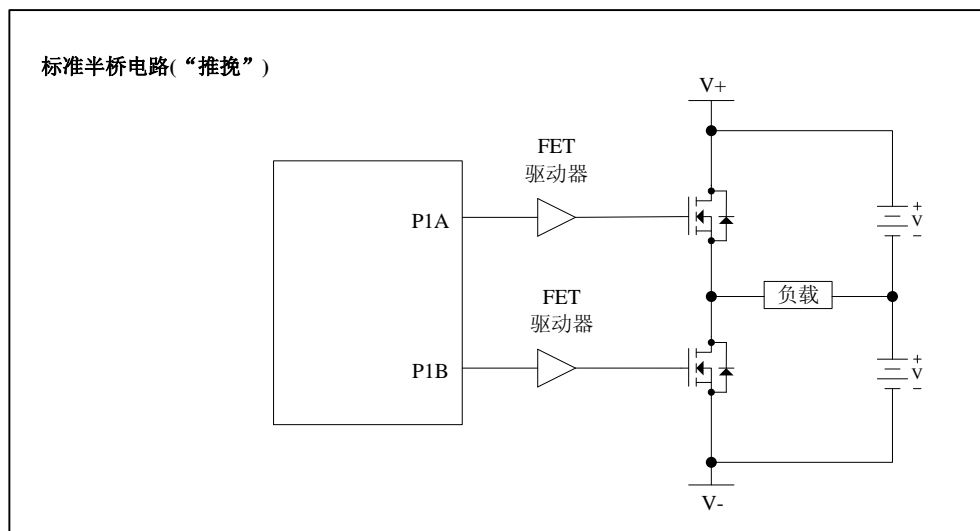 标准半桥电路(“推挽”)
V+
FET
驱动器
P1A
+
V
−
FET
驱动器
负载
P1B
+
V
−
V-